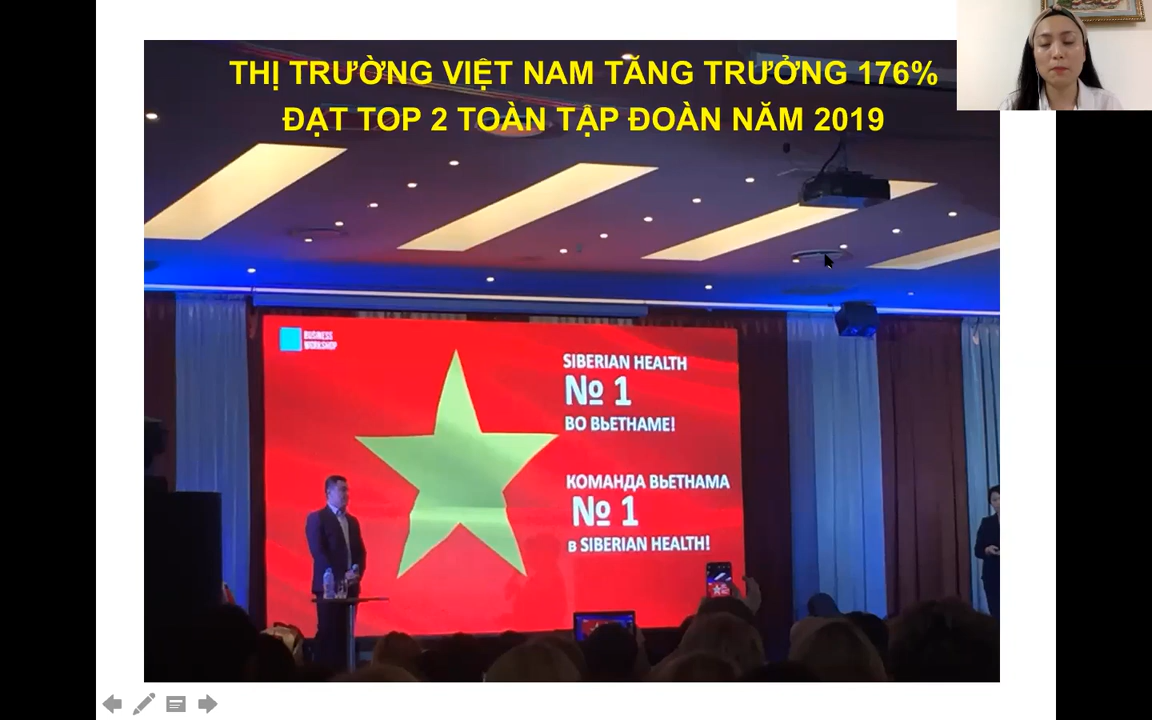 THỊ TRƯỜNG VIỆT NAM TĂNG TRƯỞNG 176%
ĐẠT TOP 2 TOÀN TẬP ĐOÀN NĂM 2019
BUSINESS
WORKSHOP
SIBERIAN HEALTH
№ 1
ВО ВЬЕТНАМЕ!
КОМАНДА ВЬЕТНАМА
№ 1
в SIBERIAN HEALTH!